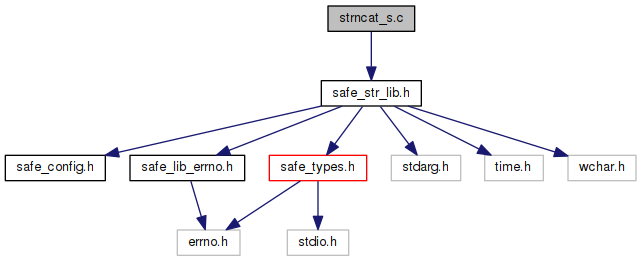 strncat_s.c
safe_str_lib.h
safe_config.h
safe_lib_errno.h
safe_types.h
stdarg.h
time.h
wchar.h
errno.h
stdio.h